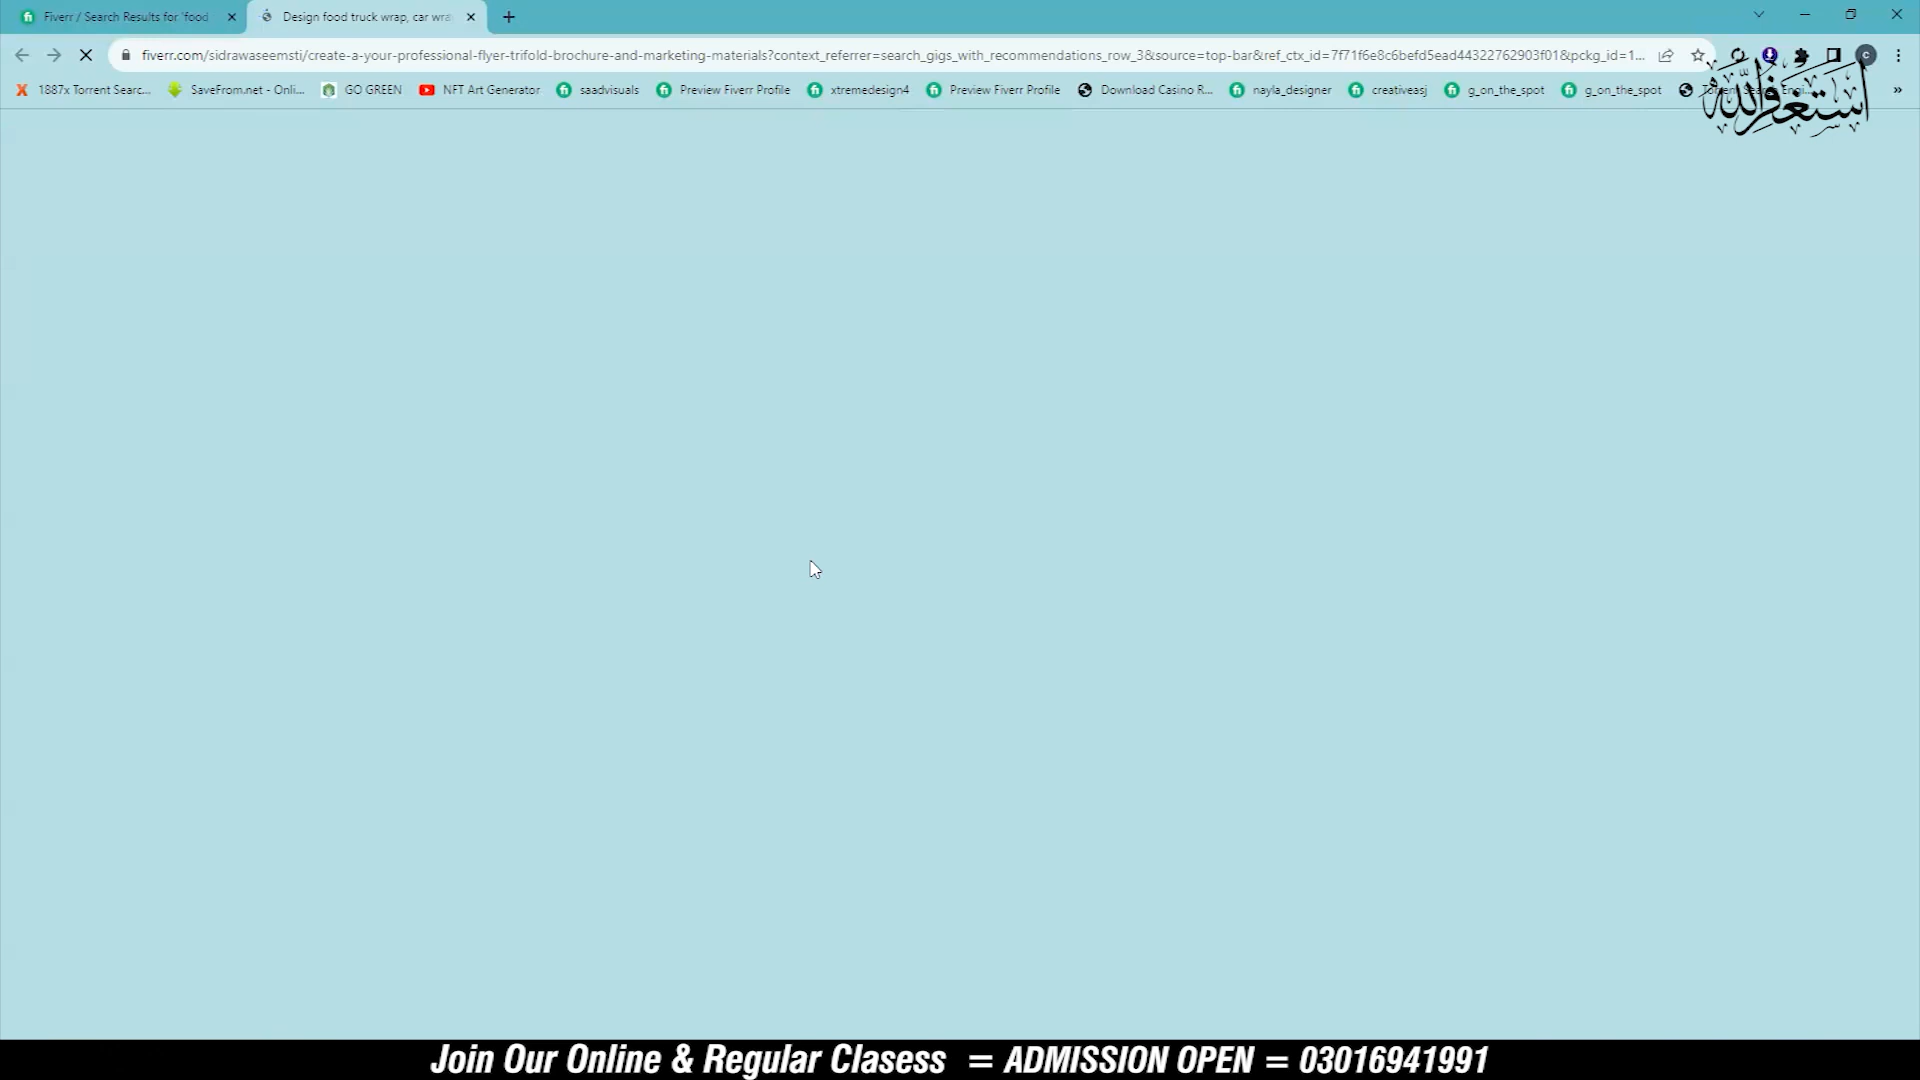 Fiverr / Search Results for 'food
Design food truck wrap, car wra
fiverr.com/sidrawaseemsti/create-a-your-professional-flyer-trifold-brochure-and-marketing-materials?context_referrer=search_gigs_with_recommendations_row_3&source=top-bar&ref_ctx_id=7f71f6e8c6befd5ead44322762903f01&pckg_id=1...
1887x Torrent Searc... SaveFrom.net - Onli... GO GREEN NFT Art Generator saadvisuals Preview Fiverr Profile xtremedesign4 Preview Fiverr Profile Download Casino R... nayla_designer creativeasj g_on_the_spot g_on_the_spot Torrent Search Engi...
أستغفر الله
Join Our Online & Regular Clasess = ADMISSION OPEN = 03016941991